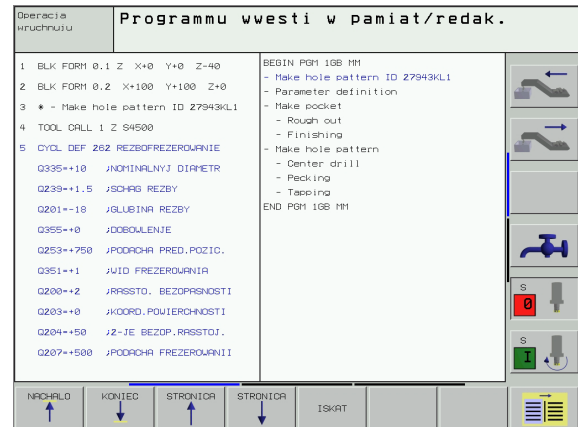 Operacja
wruchnuju
Programmu wwesti w pamiat/redak.
1 BLK FORM 0.1 Z X+0 Y+0 Z-40
2 BLK FORM 0.2 X+100 Y+100 Z+0
3 * - Make hole pattern ID 27943KL1
4 TOOL CALL 1 Z S4500
5 CYCL DEF 262 REZBOFREZEROWANIE
Q335=+10 ;NOMINALNYJ DIAMETR
Q239=+1.5 ;SCHAG REZBY
Q201=-18 ;GLUBINA REZBY
Q355=+0 ;DOBOWLENJE
Q253=+750 ;PODACHA PRED.POZIC.
Q351=+1 ;WID FREZEROWANIA
Q200=+2 ;RASSTO. BEZOPASNOSTI
Q203=+0 ;KOORD.POWIERCHNOSTI
Q204=+50 ;2-JE BEZOP.RASSTOJ.
Q207=+500 ;PODACHA FREZEROWANII
BEGIN PGM 1GB MM
- Make hole pattern ID 27943KL1
- Parameter definition
- Make pocket
- Rough out
- Finishing
- Make hole pattern
- Center drill
- Pecking
- Tapping
END PGM 1GB MM
S
0
S
I
NACHALO
KONIEC
STRONICA
STRONICA
ISKAT